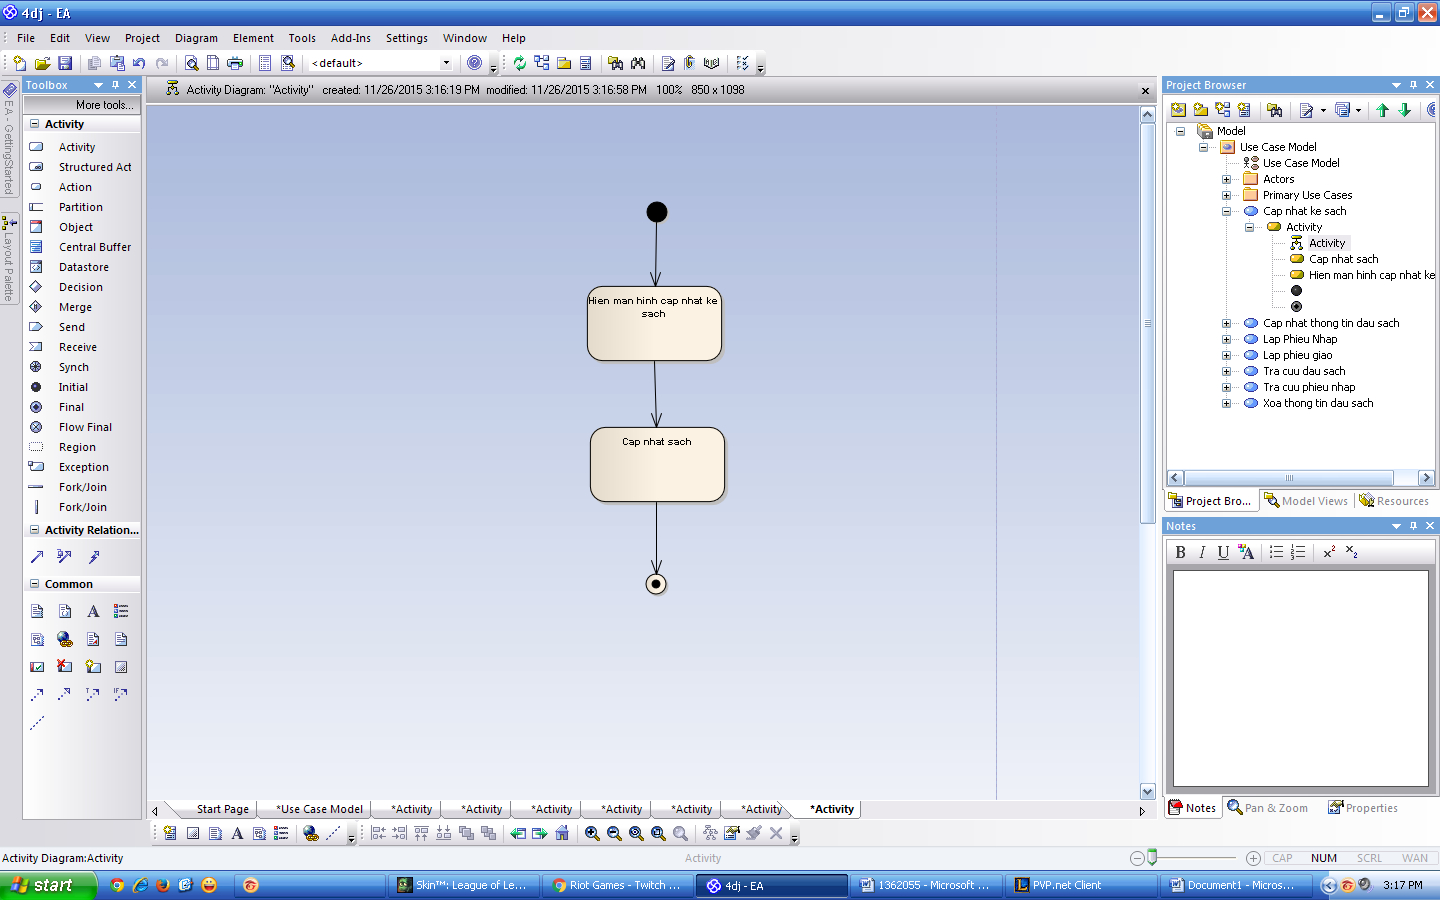 4dj - EA
File Edit View Project Diagram Element Tools Add-Ins Settings Window Help
<default>
EA - GettingStarted
Layout Palette
Toolbox
More tools...
Activity
Activity
Structured Act
Action
Partition
Object
Central Buffer
Datastore
Decision
Merge
Send
Receive
Synch
Initial
Final
Flow Final
Region
Exception
Fork/Join
Fork/Join
Activity Relation...
Common
Activity Diagram: "Activity" created: 11/26/2015 3:16:19 PM modified: 11/26/2015 3:16:58 PM 100% 850 x 1098
Hien man hinh cap nhat ke
sach
Cap nhat sach
Start Page *Use Case Model *Activity *Activity *Activity *Activity *Activity *Activity *Activity
Project Browser
Model
Use Case Model
Use Case Model
Actors
Primary Use Cases
Cap nhat ke sach
Activity
Activity
Cap nhat sach
Hien man hinh cap nhat ke
Cap nhat thong tin dau sach
Lap Phieu Nhap
Lap phieu giao
Tra cuu dau sach
Tra cuu phieu nhap
Xoa thong tin dau sach
Project Bro... Model Views Resources
Notes
B I U A x² x₂
Notes Pan & Zoom Properties
Activity Diagram:Activity Activity CAP NUM SCRL WAN
start Skin™: League of Le... Riot Games - Twitch ... 4dj - EA 1362055 - Microsoft ... PVP.net Client Document1 - Micros... 3:17 PM